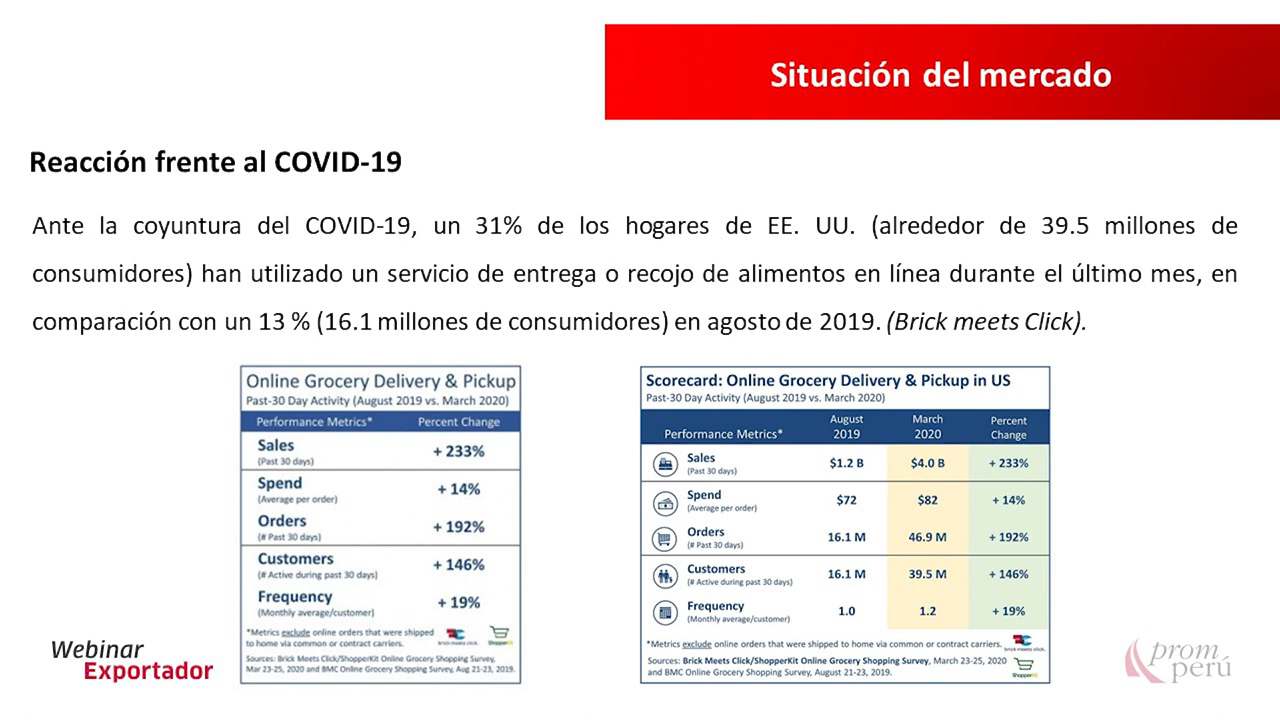 Situación del mercado
Reacción frente al COVID-19
Ante la coyuntura del COVID-19, un 31% de los hogares de EE. UU. (alrededor de 39.5 millones de
consumidores) han utilizado un servicio de entrega o recojo de alimentos en línea durante el último mes, en
comparación con un 13 % (16.1 millones de consumidores) en agosto de 2019. (Brick meets Click).
Online Grocery Delivery & Pickup
Past-30 Day Activity (August 2019 vs. March 2020)
Performance Metrics* Percent Change
Sales
(Past 30 days)
+ 233%
Spend
(Average per order)
+ 14%
Orders
(# Past 30 days)
+ 192%
Customers
(# Active during past 30 days)
+ 146%
Frequency
(Monthly average/customer)
+ 19%
*Metrics exclude online orders that were shipped
to home via common or contract carriers.
brick meets click.
ShopperKit
Sources: Brick Meets Click/ShopperKit Online Grocery Shopping Survey,
Mar 23-25, 2020 and BMC Online Grocery Shopping Survey, Aug 21-23, 2019.
Scorecard: Online Grocery Delivery & Pickup in US
Past-30 Day Activity (August 2019 vs. March 2020)
Performance Metrics*
August
2019
March
2020
Percent
Change
Sales
(Past 30 days)
$1.2 B $4.0 B + 233%
Spend
(Average per order)
$72 $82 + 14%
Orders
(# Past 30 days)
16.1 M 46.9 M + 192%
Customers
(# Active during past 30 days)
16.1 M 39.5 M + 146%
Frequency
(Monthly average/customer)
1.0 1.2 + 19%
*Metrics exclude online orders that were shipped to home via common or contract carriers.
brick meets click.
Sources: Brick Meets Click/ShopperKit Online Grocery Shopping Survey, March 23-25, 2020
and BMC Online Grocery Shopping Survey, August 21-23, 2019.
ShopperKit
Webinar
Exportador
prom
perú